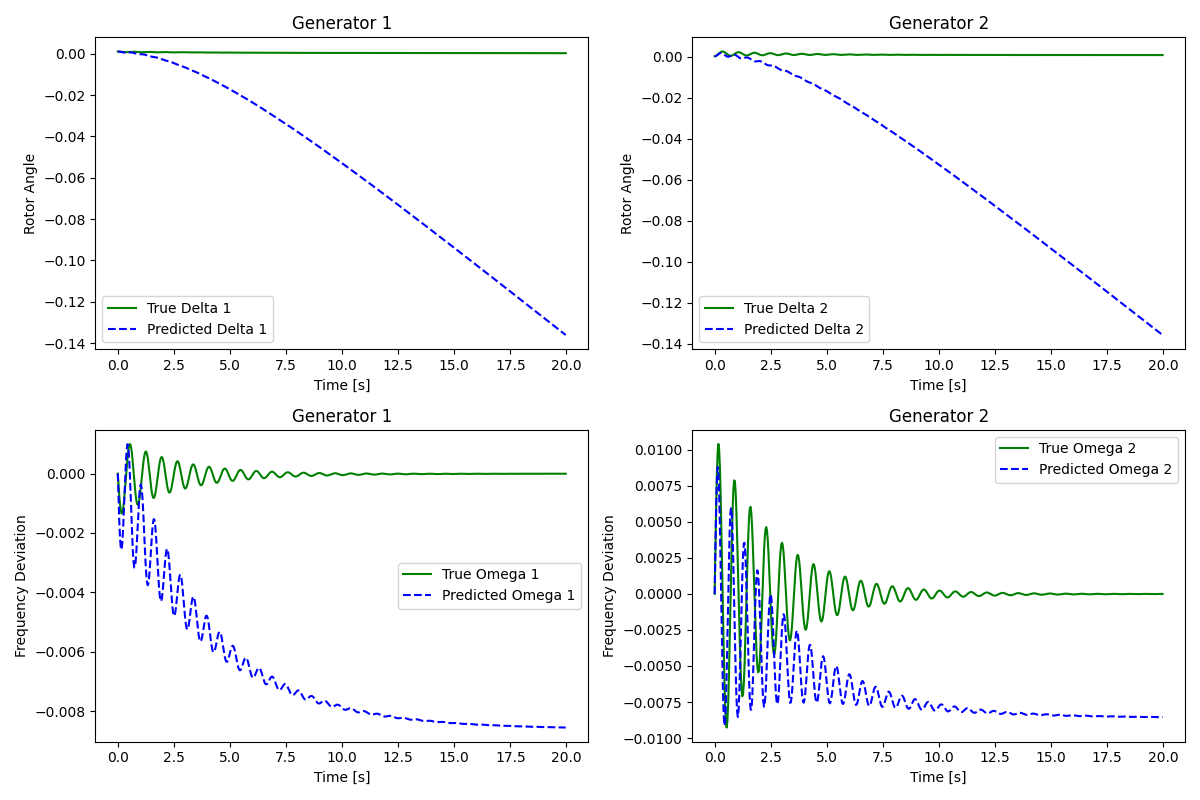 Generator 1
Rotor Angle
0.00
−0.02
−0.04
−0.06
−0.08
−0.10
−0.12
−0.14
True Delta 1
Predicted Delta 1
0.0 2.5 5.0 7.5 10.0 12.5 15.0 17.5 20.0
Time [s]
Generator 2
Rotor Angle
0.00
−0.02
−0.04
−0.06
−0.08
−0.10
−0.12
−0.14
True Delta 2
Predicted Delta 2
0.0 2.5 5.0 7.5 10.0 12.5 15.0 17.5 20.0
Time [s]
Generator 1
Frequency Deviation
0.000
−0.002
−0.004
−0.006
−0.008
True Omega 1
Predicted Omega 1
0.0 2.5 5.0 7.5 10.0 12.5 15.0 17.5 20.0
Time [s]
Generator 2
Frequency Deviation
0.0100
0.0075
0.0050
0.0025
0.0000
−0.0025
−0.0050
−0.0075
−0.0100
True Omega 2
Predicted Omega 2
0.0 2.5 5.0 7.5 10.0 12.5 15.0 17.5 20.0
Time [s]